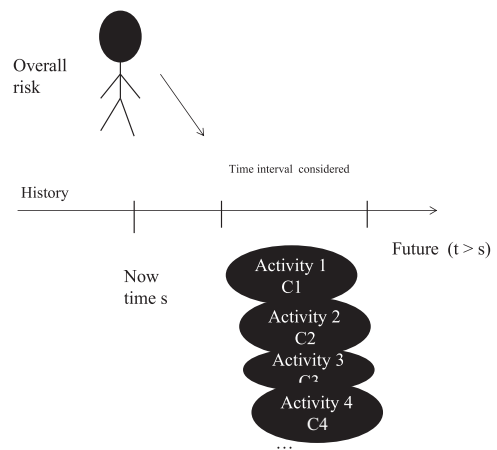 Overall
risk
Time interval considered
History
Future (t > s)
Now
time s
Activity 1
C1
Activity 2
C2
Activity 3
C3
Activity 4
C4
...